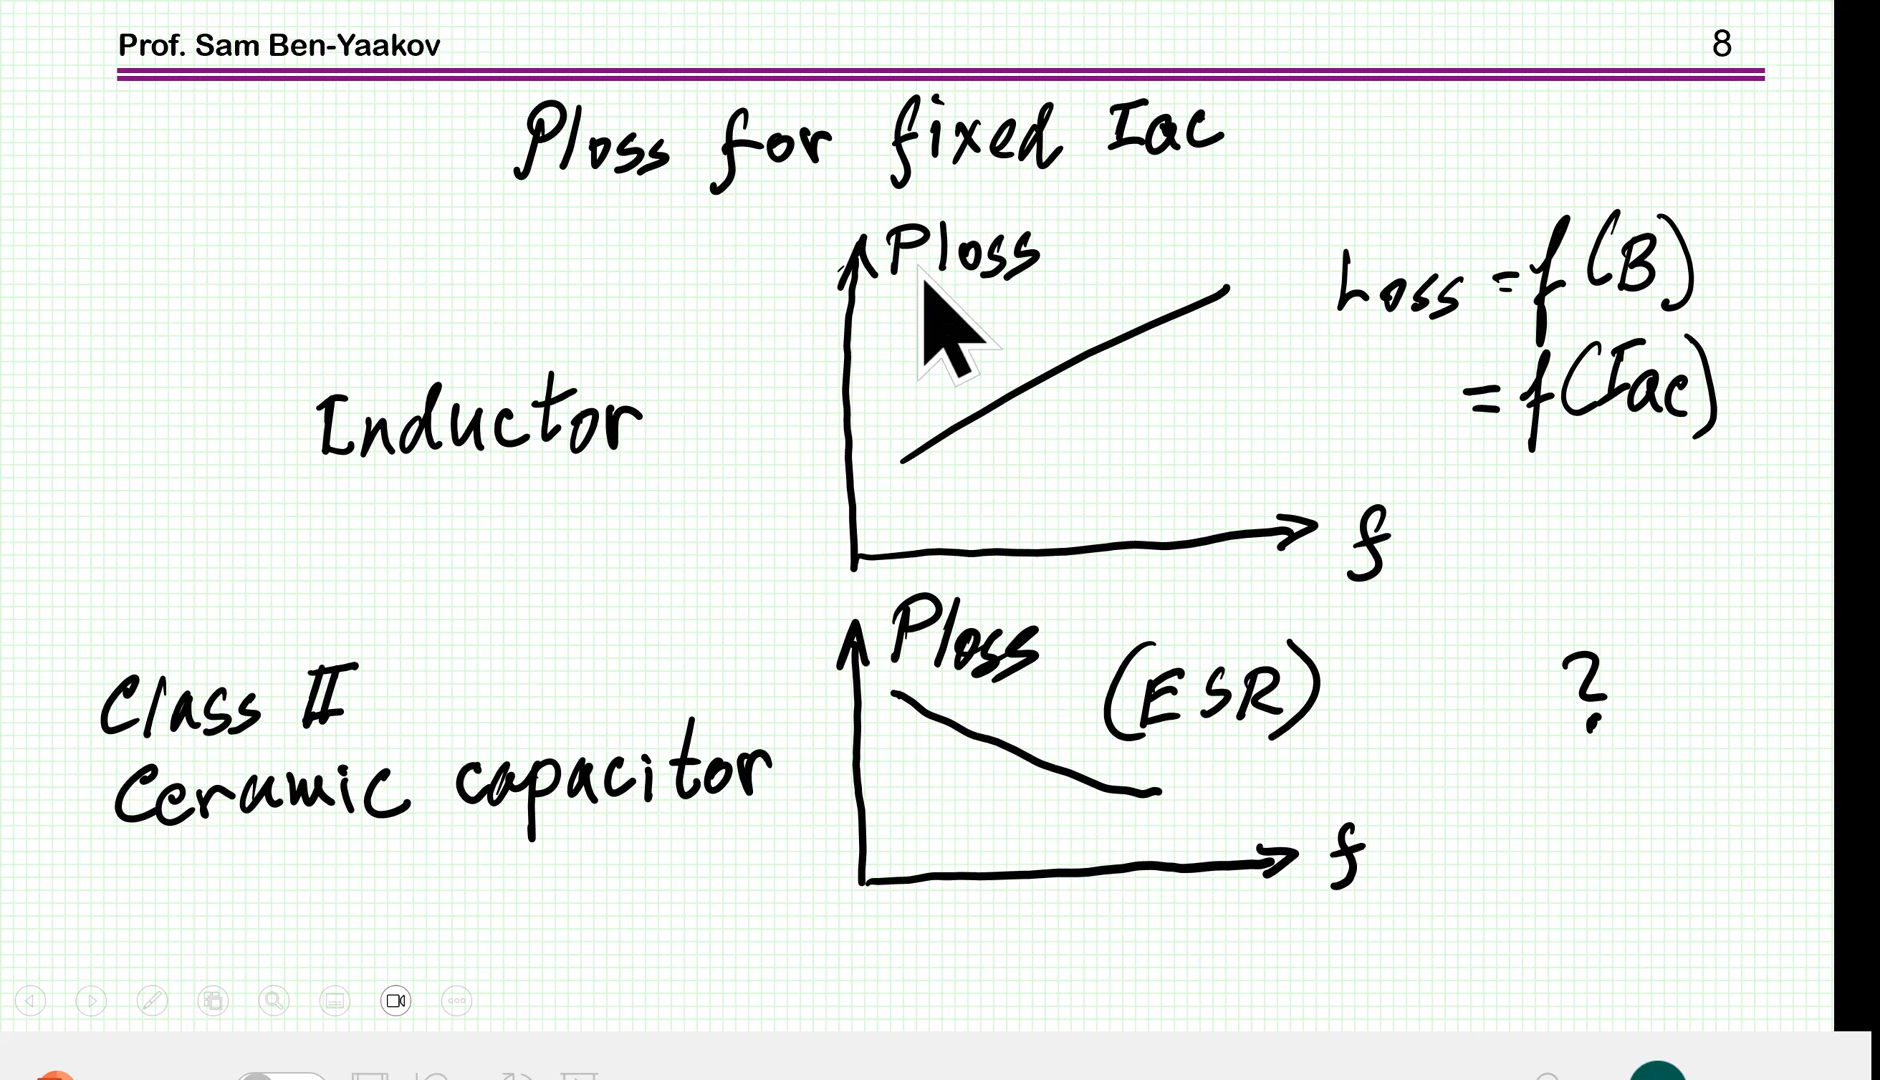 Prof. Sam Ben-Yaakov
8
Ploss for fixed Iac
Ploss
Loss = f(B)
= f(Iac)
Inductor
f
Ploss
(ESR)
?
Class II
Ceramic capacitor
f